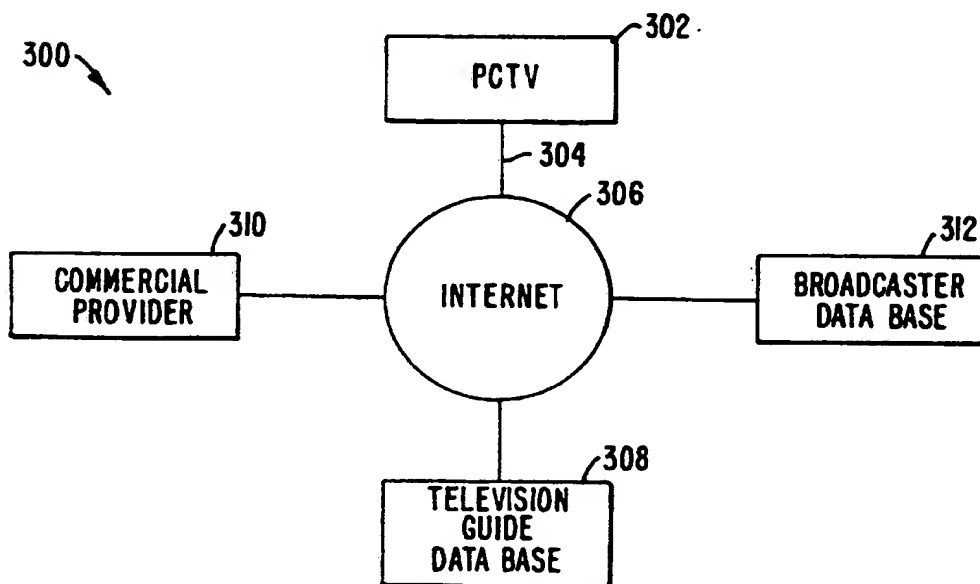 302
300
PCTV
304
306
310
312
COMMERCIAL
PROVIDER
INTERNET
BROADCASTER
DATA BASE
308
TELEVISION
GUIDE
DATA BASE